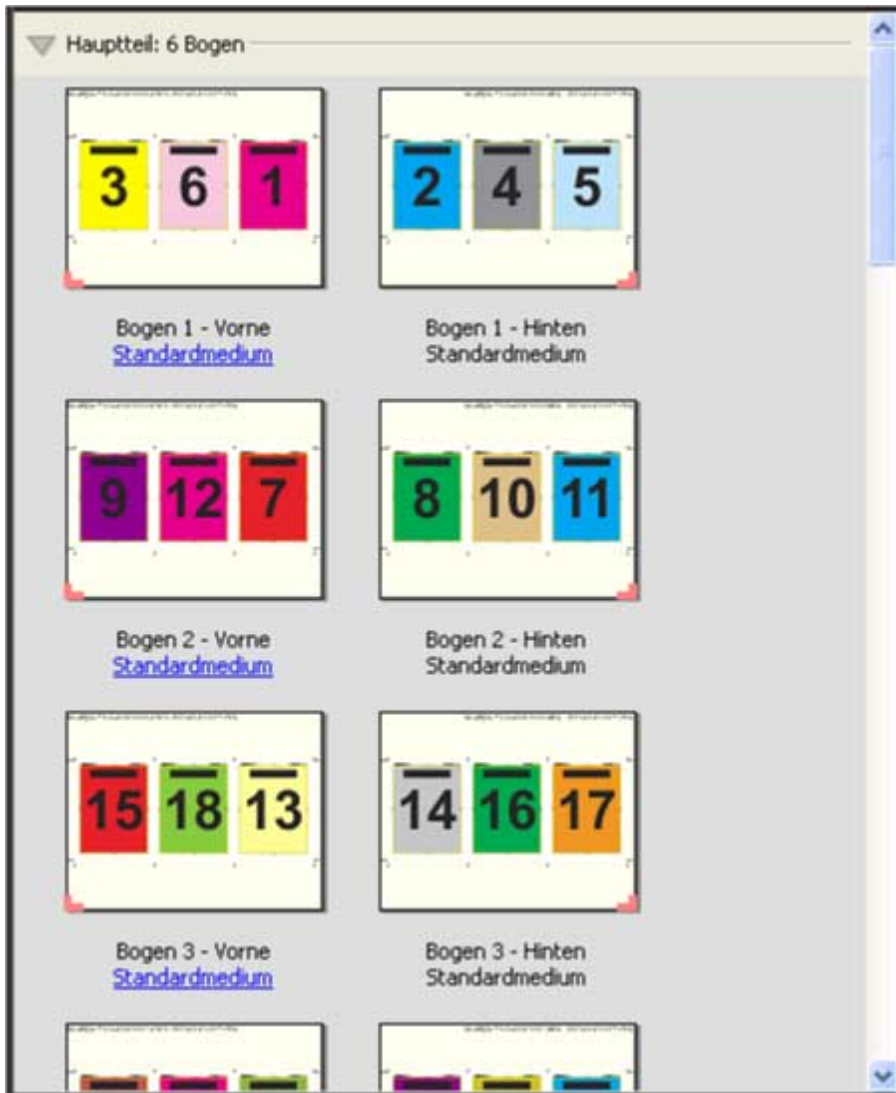 Hauptteil: 6 Bogen
3 6 1 2 4 5
Bogen 1 - Vorne Bogen 1 - Hinten
Standardmedium Standardmedium
9 12 7 8 10 11
Bogen 2 - Vorne Bogen 2 - Hinten
Standardmedium Standardmedium
15 18 13 14 16 17
Bogen 3 - Vorne Bogen 3 - Hinten
Standardmedium Standardmedium